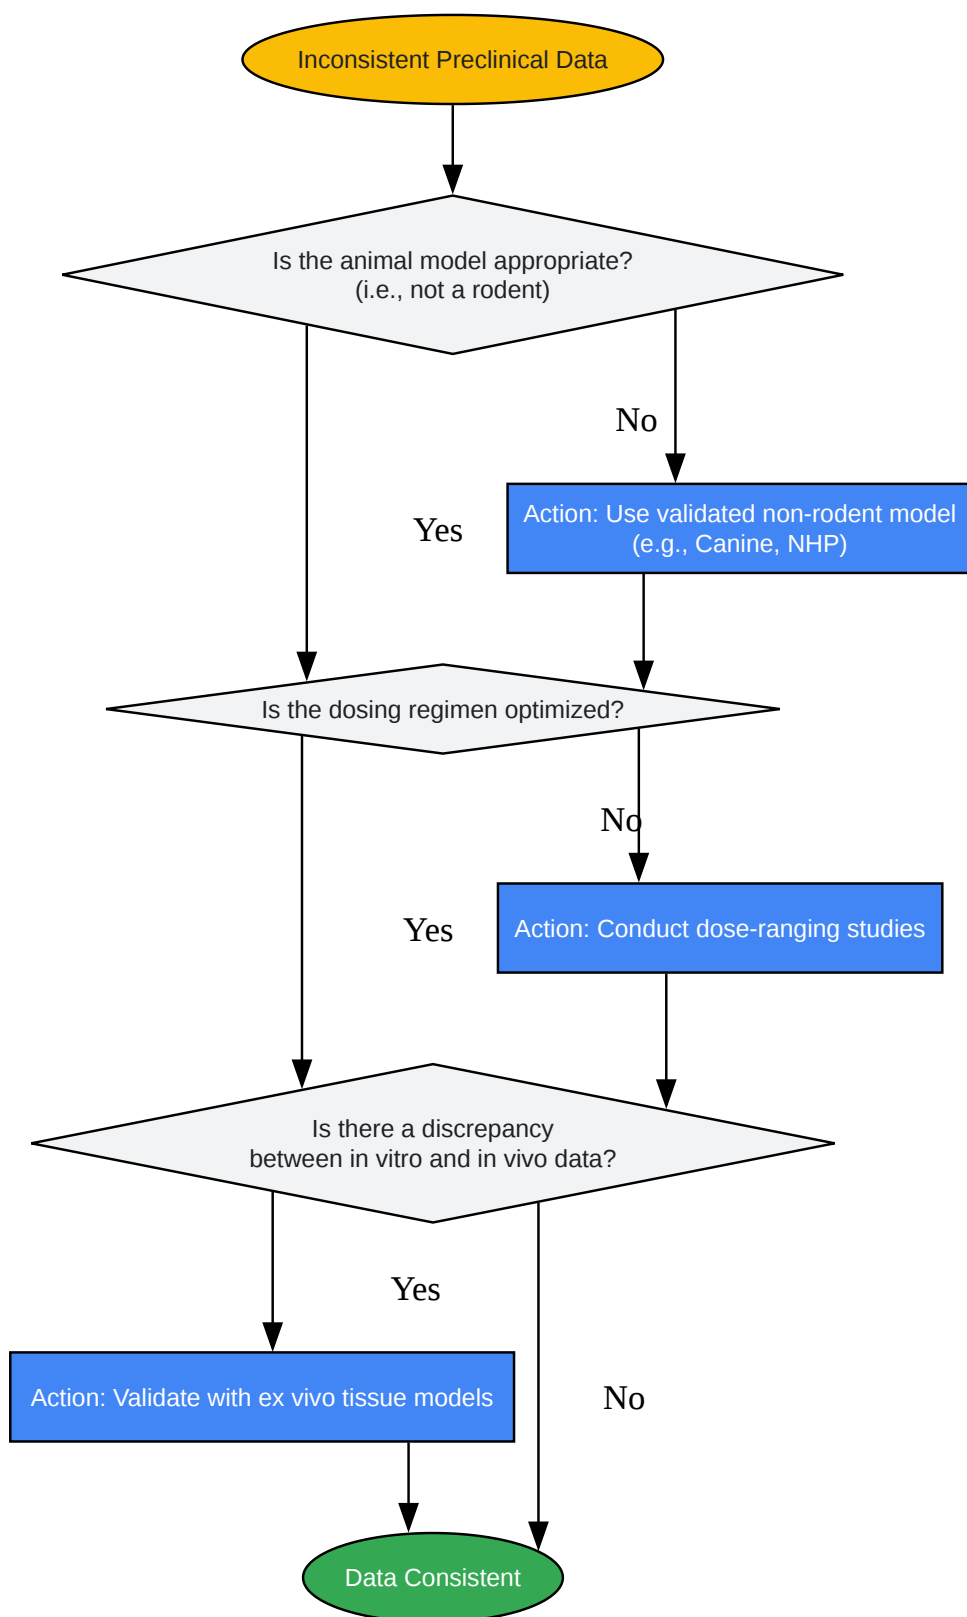 Inconsistent Preclinical Data
Is the animal model appropriate?
(i.e., not a rodent)
No
Action: Use validated non-rodent model
(e.g., Canine, NHP)
Yes
Is the dosing regimen optimized?
No
Action: Conduct dose-ranging studies
Yes
Is there a discrepancy
between in vitro and in vivo data?
Yes
Action: Validate with ex vivo tissue models
No
Data Consistent